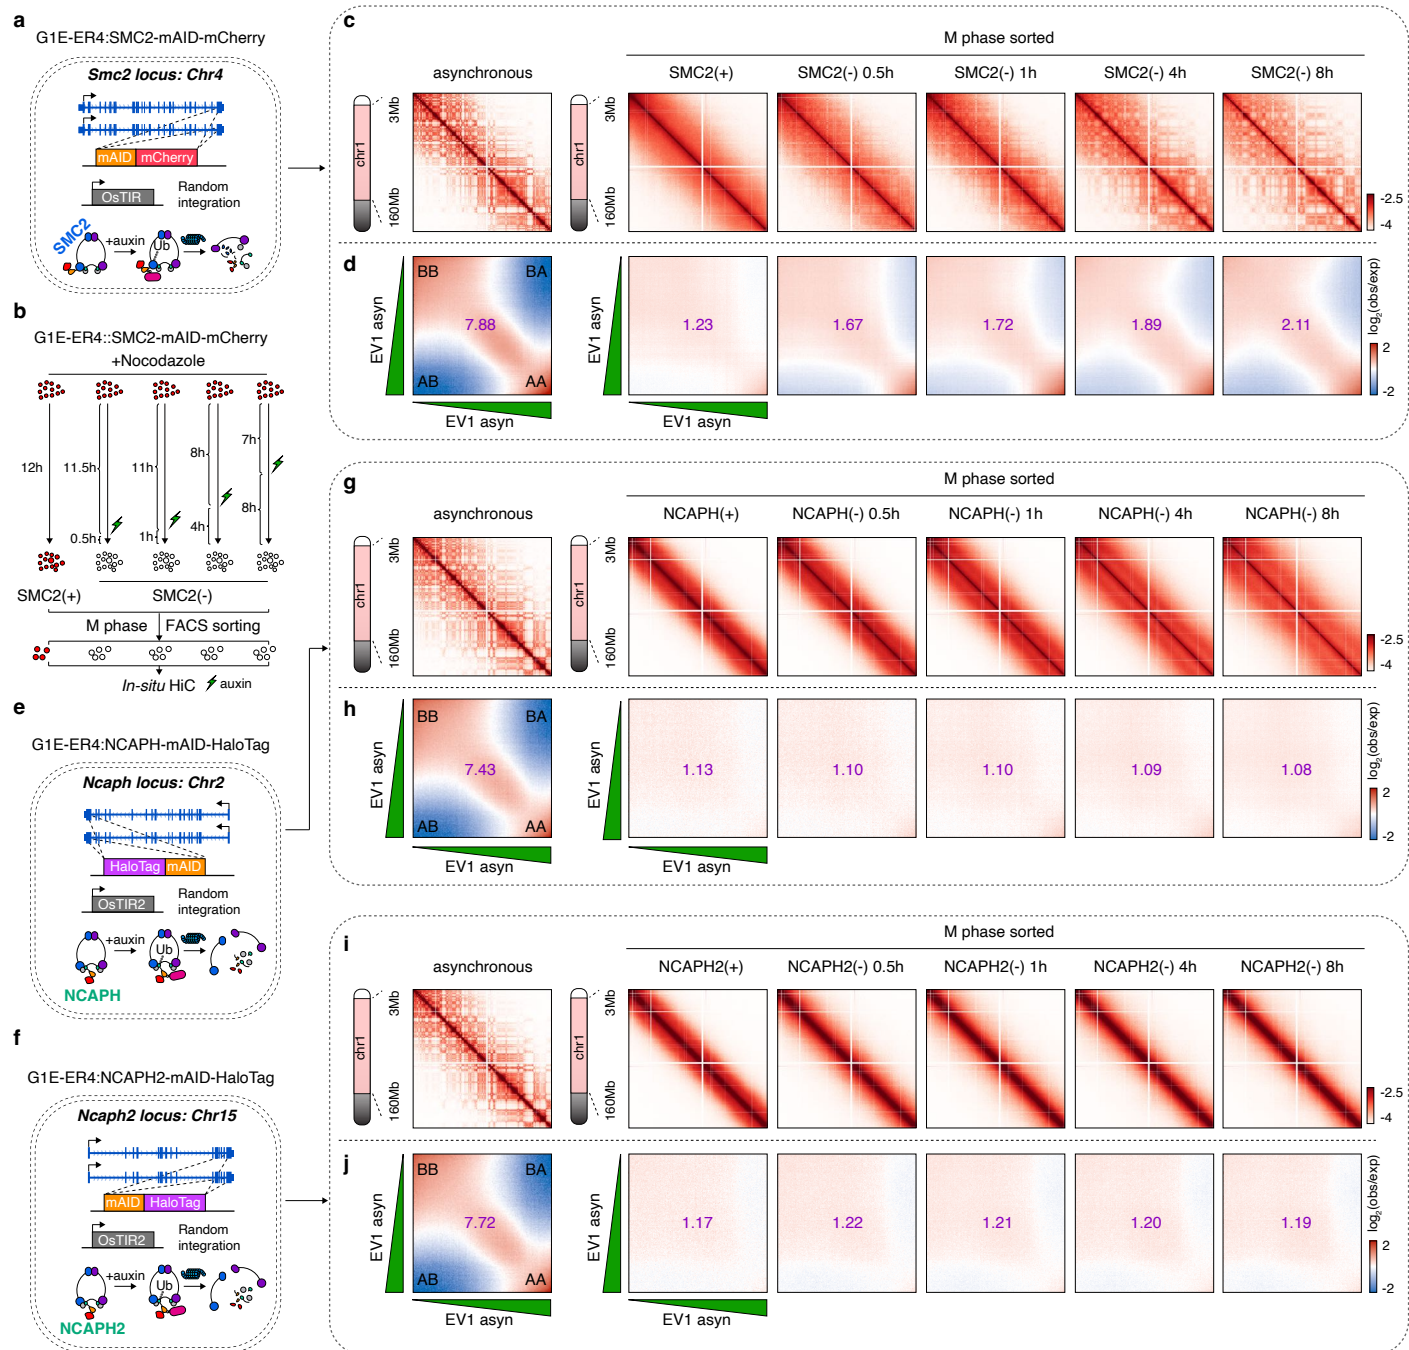 a
G1E-ER4:SMC2-mAID-mCherry
Smc2 locus: Chr4
mAID mCherry
OsTIR
Random
integration
SMC2
+auxin
Ub
b
G1E-ER4::SMC2-mAID-mCherry
+Nocodazole
12h
11.5h
11h
8h
7h
0.5h
1h
4h
8h
SMC2(+)
SMC2(-)
M phase
FACS sorting
In-situ HiC
auxin
c
M phase sorted
asynchronous
SMC2(+)
SMC2(-) 0.5h
SMC2(-) 1h
SMC2(-) 4h
SMC2(-) 8h
chr1
3Mb
160Mb
chr1
3Mb
160Mb
-2.5
-4
d
EV1 asyn
BB
BA
7.88
AB
AA
EV1 asyn
EV1 asyn
1.23
1.67
1.72
1.89
2.11
EV1 asyn
log2(obs/exp)
2
-2
e
G1E-ER4:NCAPH-mAID-HaloTag
Ncaph locus: Chr2
HaloTag mAID
OsTIR2
Random
integration
+auxin
Ub
NCAPH
f
G1E-ER4:NCAPH2-mAID-HaloTag
Ncaph2 locus: Chr15
mAID HaloTag
OsTIR2
Random
integration
+auxin
Ub
NCAPH2
g
M phase sorted
asynchronous
NCAPH(+)
NCAPH(-) 0.5h
NCAPH(-) 1h
NCAPH(-) 4h
NCAPH(-) 8h
chr1
3Mb
160Mb
chr1
3Mb
160Mb
-2.5
-4
h
EV1 asyn
BB
BA
7.43
AB
AA
EV1 asyn
EV1 asyn
1.13
1.10
1.10
1.09
1.08
EV1 asyn
log2(obs/exp)
2
-2
i
M phase sorted
asynchronous
NCAPH2(+)
NCAPH2(-) 0.5h
NCAPH2(-) 1h
NCAPH2(-) 4h
NCAPH2(-) 8h
chr1
3Mb
160Mb
chr1
3Mb
160Mb
-2.5
-4
j
EV1 asyn
BB
BA
7.72
AB
AA
EV1 asyn
EV1 asyn
1.17
1.22
1.21
1.20
1.19
EV1 asyn
log2(obs/exp)
2
-2